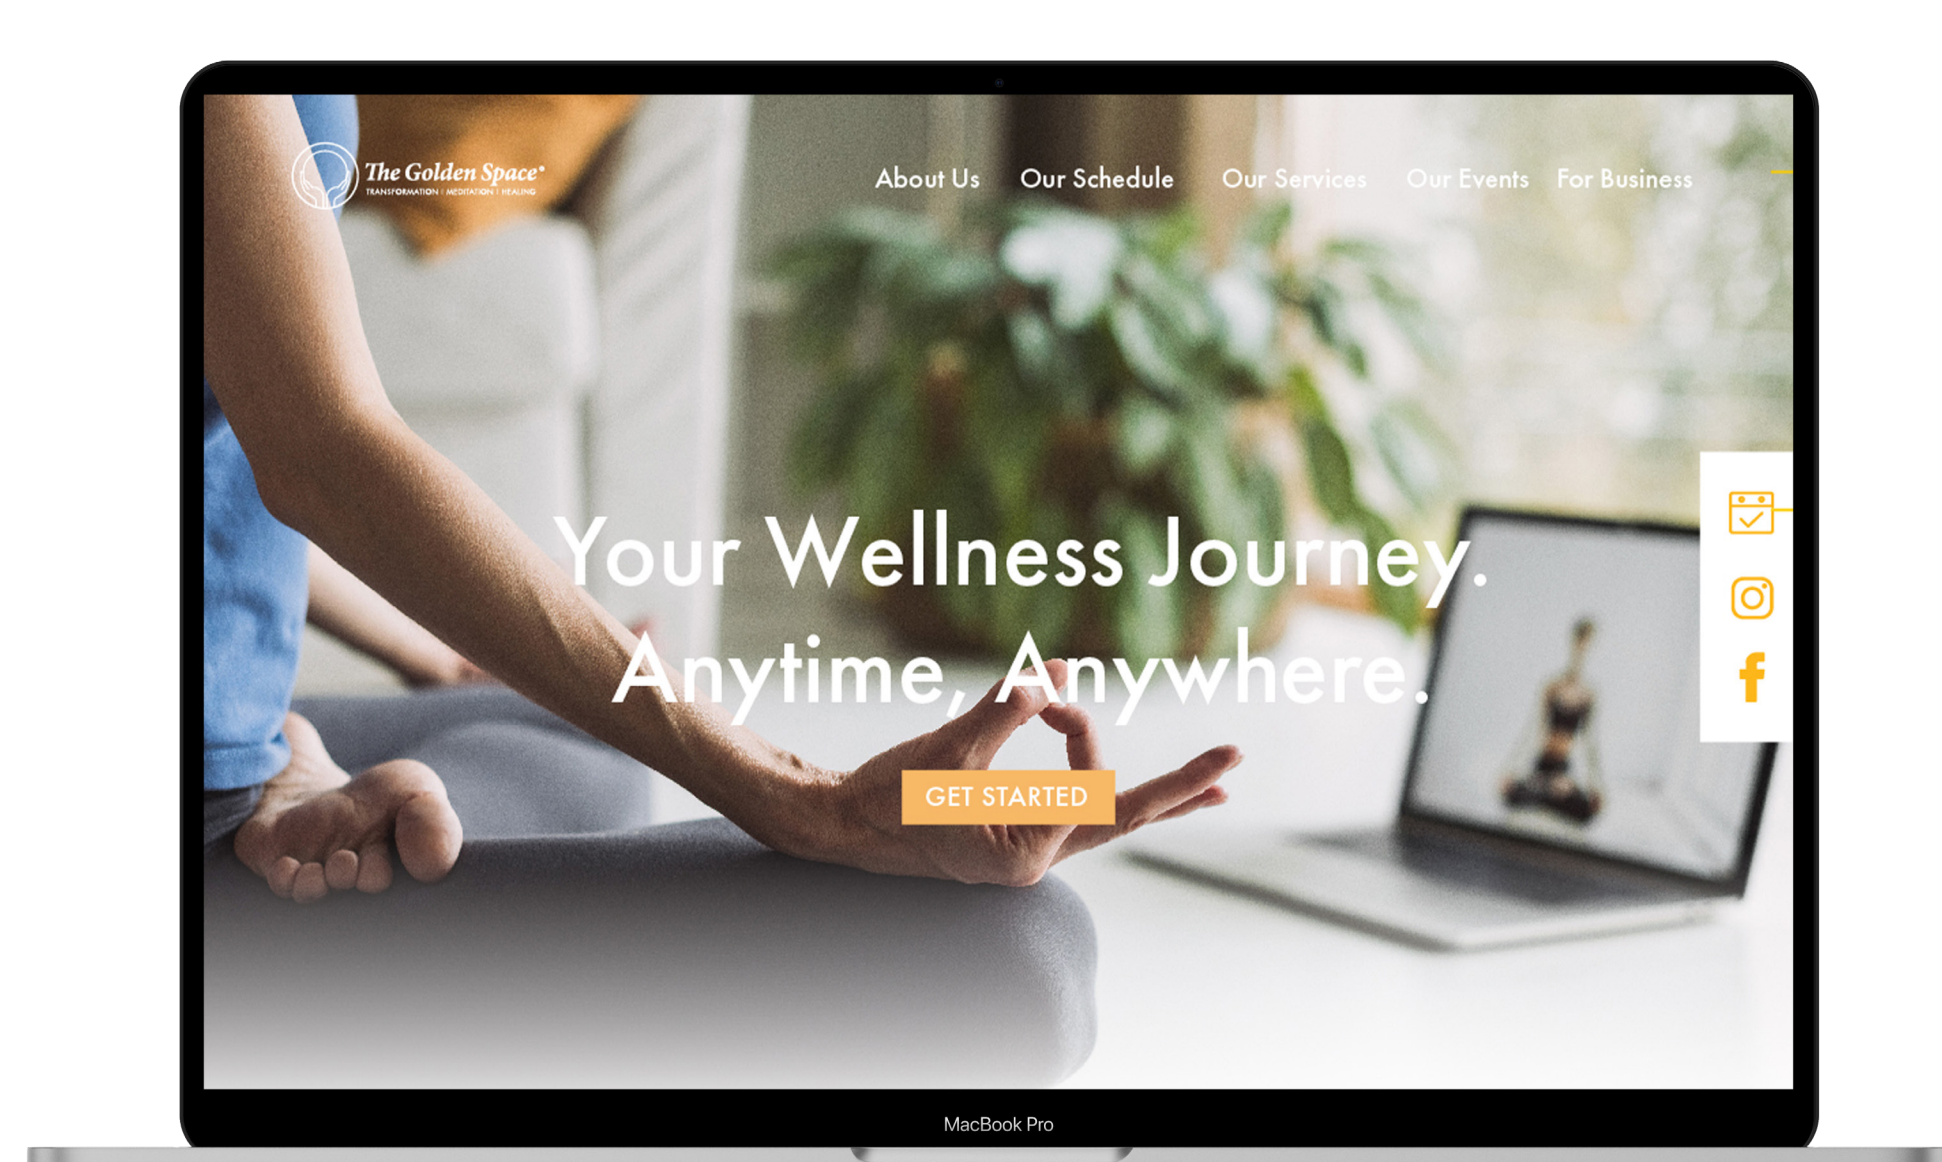 The Golden Space®
TRANSFORMATION | MEDITATION | HEALING
About Us Our Schedule Our Services Our Events For Business
Your Wellness Journey.
Anytime, Anywhere.
GET STARTED
MacBook Pro